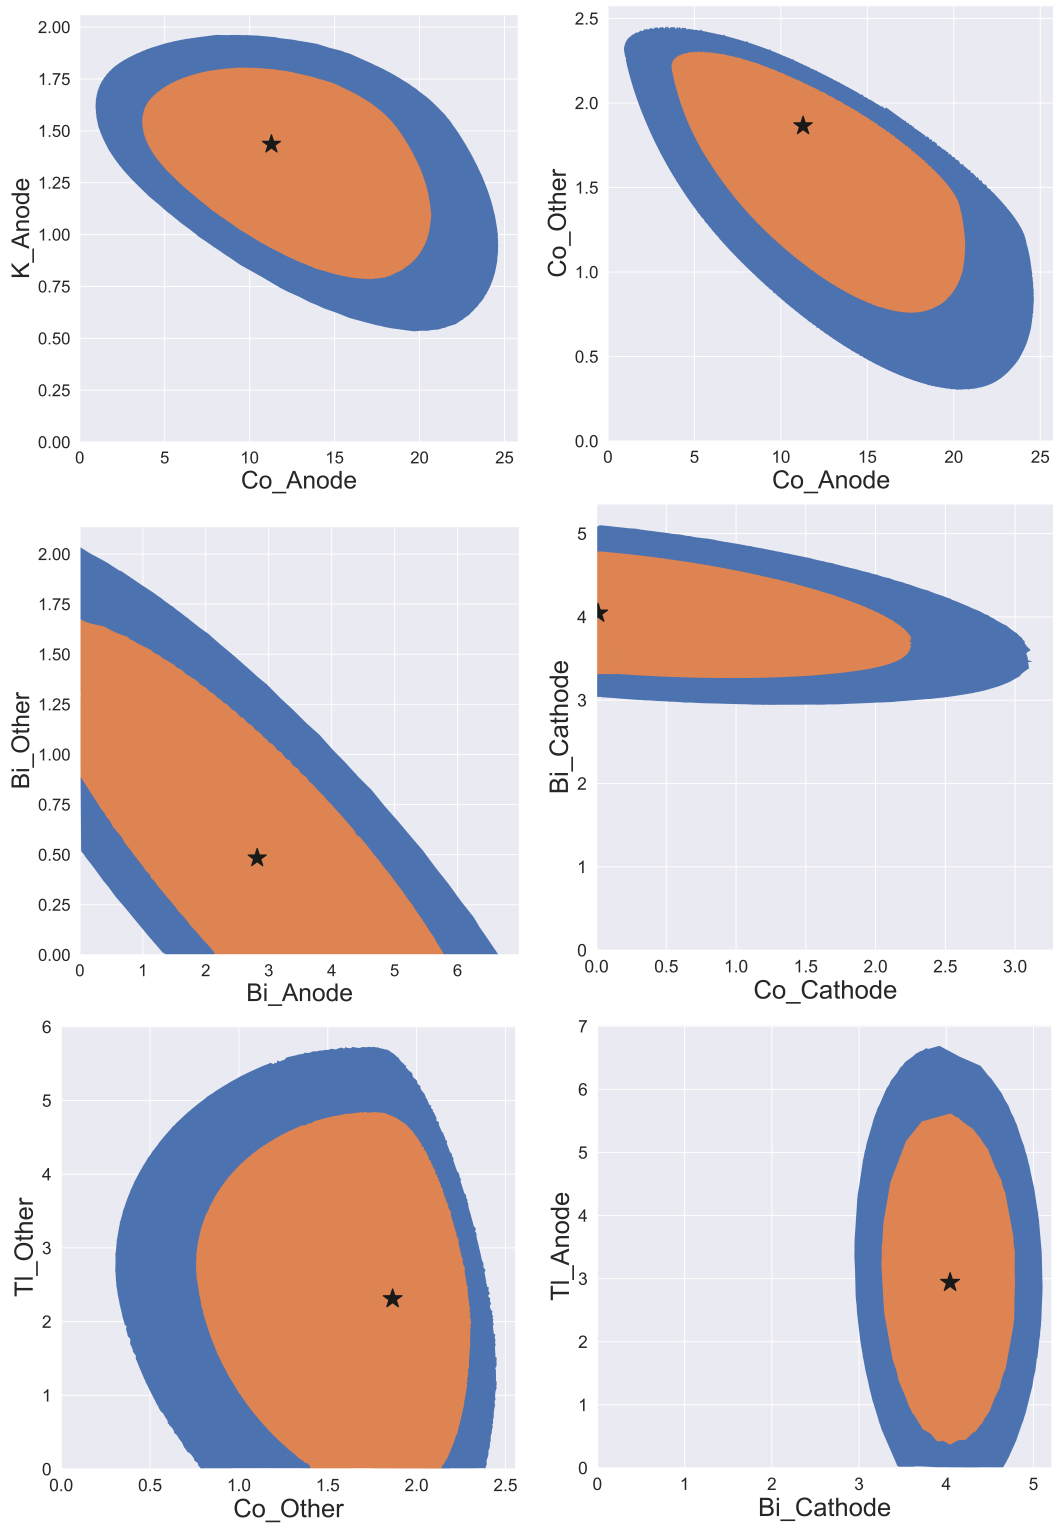 2.00
1.75
1.50
1.25
1.00
0.75
0.50
0.25
0.00
K_Anode
0 5 10 15 20 25
Co_Anode
2.5
2.0
1.5
1.0
0.5
0.0
Co_Other
0 5 10 15 20 25
Co_Anode
2.00
1.75
1.50
1.25
1.00
0.75
0.50
0.25
0.00
Bi_Other
0 1 2 3 4 5 6
Bi_Anode
5
4
3
2
1
0
Bi_Cathode
0.0 0.5 1.0 1.5 2.0 2.5 3.0
Co_Cathode
6
5
4
3
2
1
0
Tl_Other
0.0 0.5 1.0 1.5 2.0 2.5
Co_Other
7
6
5
4
3
2
1
0
Tl_Anode
0 1 2 3 4 5
Bi_Cathode